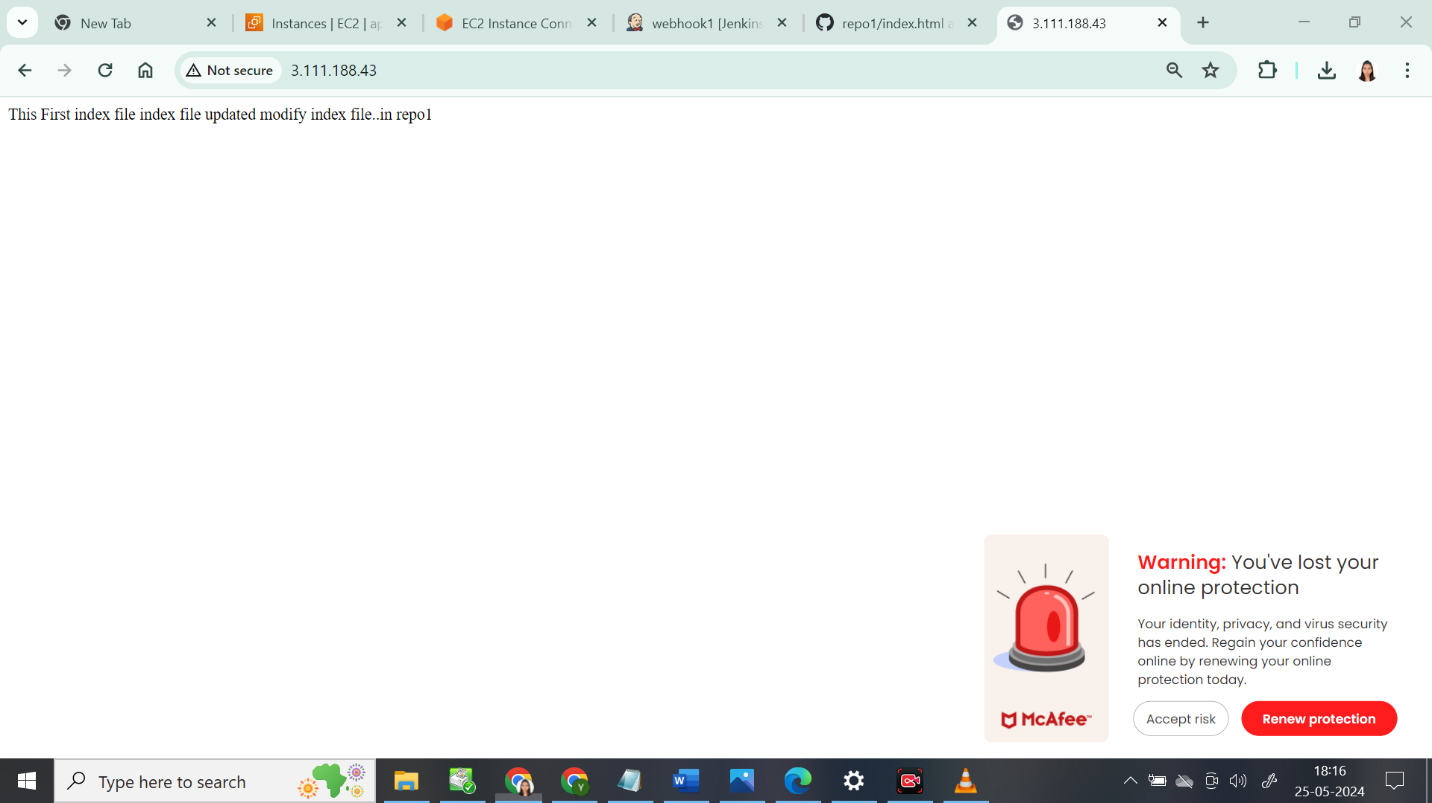 New Tab
Instances | EC2 | ap
EC2 Instance Conn
webhook1 [Jenkins
repo1/index.html a
3.111.188.43
Not secure
3.111.188.43
This First index file index file updated modify index file..in repo1
Warning: You've lost your
online protection
Your identity, privacy, and virus security
has ended. Regain your confidence
online by renewing your online
protection today.
McAfee™
Accept risk
Renew protection
Type here to search
Y
W
18:16
25-05-2024